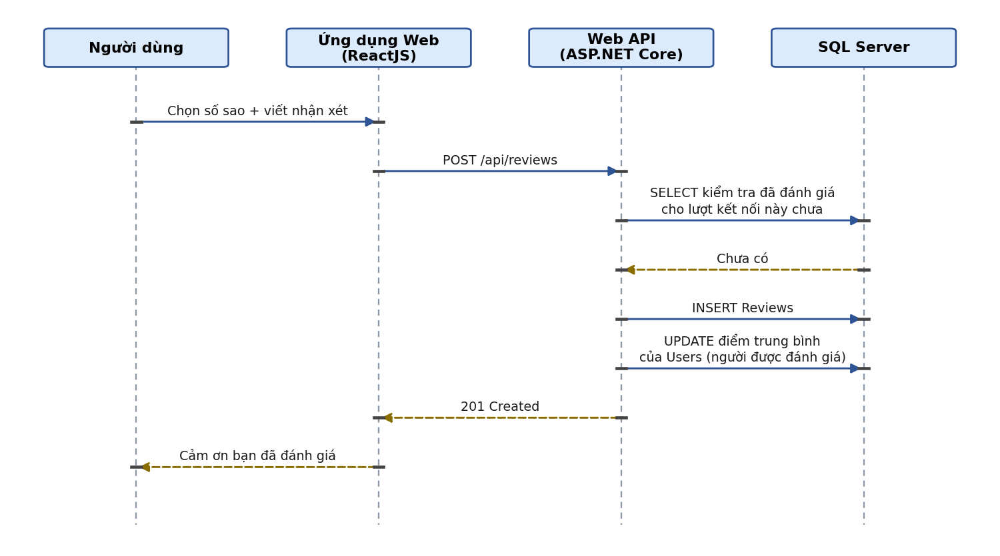 Người dùng
Ứng dụng Web
(ReactJS)
Web API
(ASP.NET Core)
SQL Server
Chọn số sao + viết nhận xét
POST /api/reviews
SELECT kiểm tra đã đánh giá
cho lượt kết nối này chưa
Chưa có
INSERT Reviews
UPDATE điểm trung bình
của Users (người được đánh giá)
201 Created
Cảm ơn bạn đã đánh giá